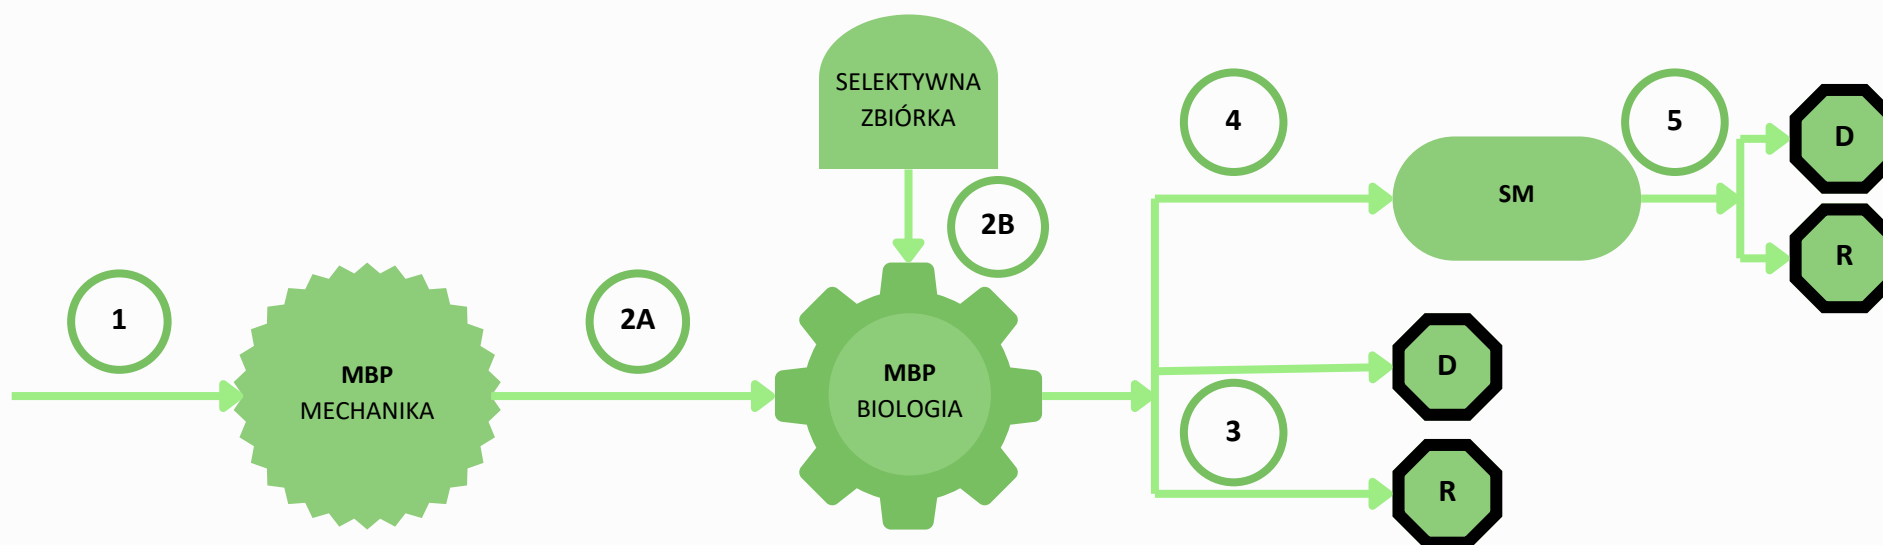 SELEKTYWNA
ZBIÓRKA
4
5
D
SM
2B
R
1
2A
MBP
MECHANIKA
MBP
BIOLOGIA
D
3
R